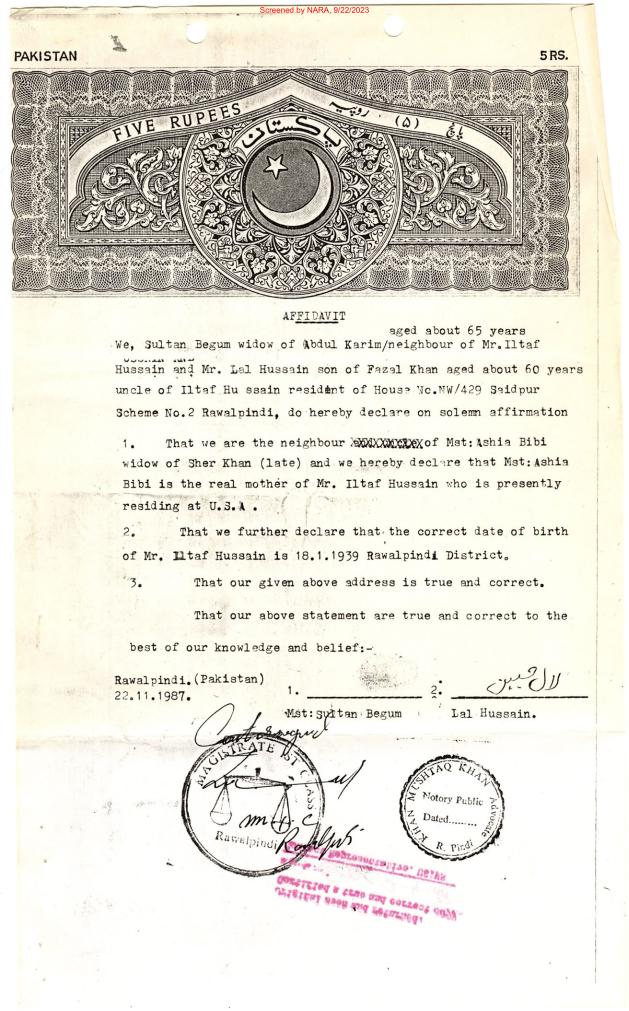 Screened by NARA, 9/22/2023
PAKISTAN 5 RS.
FIVE RUPEES پانچ (۵) روپیہ
پاکستان
AFFIDAVIT
aged about 65 years
We, Sultan Begum widow of Abdul Karim/neighbour of Mr.Iltaf
Hussain and Mr. Lal Hussain son of Fazal Khan aged about 60 years
uncle of Iltaf Hu ssain resident of House No.NW/429 Saidpur
Scheme No.2 Rawalpindi, do hereby declare on solemn affirmation
1. That we are the neighbour of Mst:Ashia Bibi
widow of Sher Khan (late) and we hereby declare that Mst:Ashia
Bibi is the real mother of Mr. Iltaf Hussain who is presently
residing at U.S.A .
2. That we further declare that the correct date of birth
of Mr. Iltaf Hussain is 18.1.1939 Rawalpindi District.
3. That our given above address is true and correct.
That our above statement are true and correct to the
best of our knowledge and belief:-
Rawalpindi.(Pakistan)
22.11.1987. 1. 2. لال حسین
Mst: Sultan Begum Lal Hussain.
MAGISTRATE IST CLASS
Rawalpindi
KHAN MUSHTAQ KHAN Advocate
Notory Public
Dated.........
R. Pindi